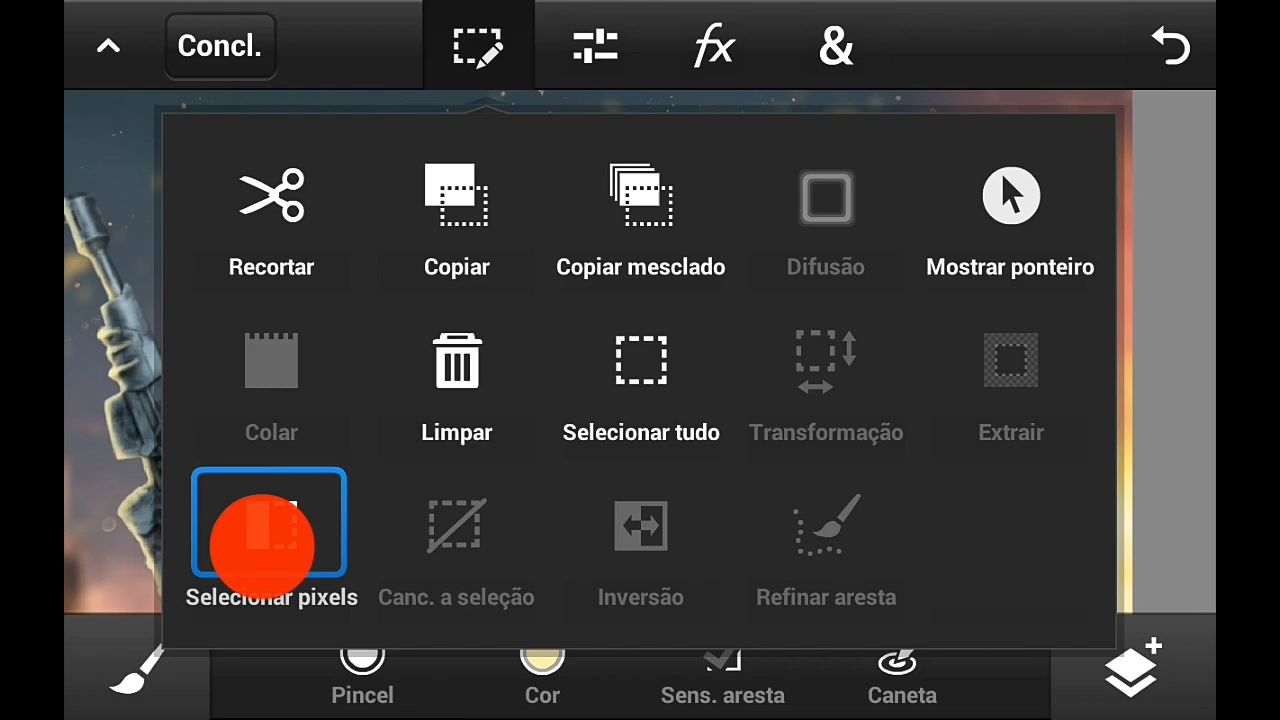 Concl.
fx
&
Recortar
Copiar
Copiar mesclado
Difusão
Mostrar ponteiro
Colar
Limpar
Selecionar tudo
Transformação
Extrair
Selecionar pixels
Canc. a seleção
Inversão
Refinar aresta
Pincel
Cor
Sens. aresta
Caneta